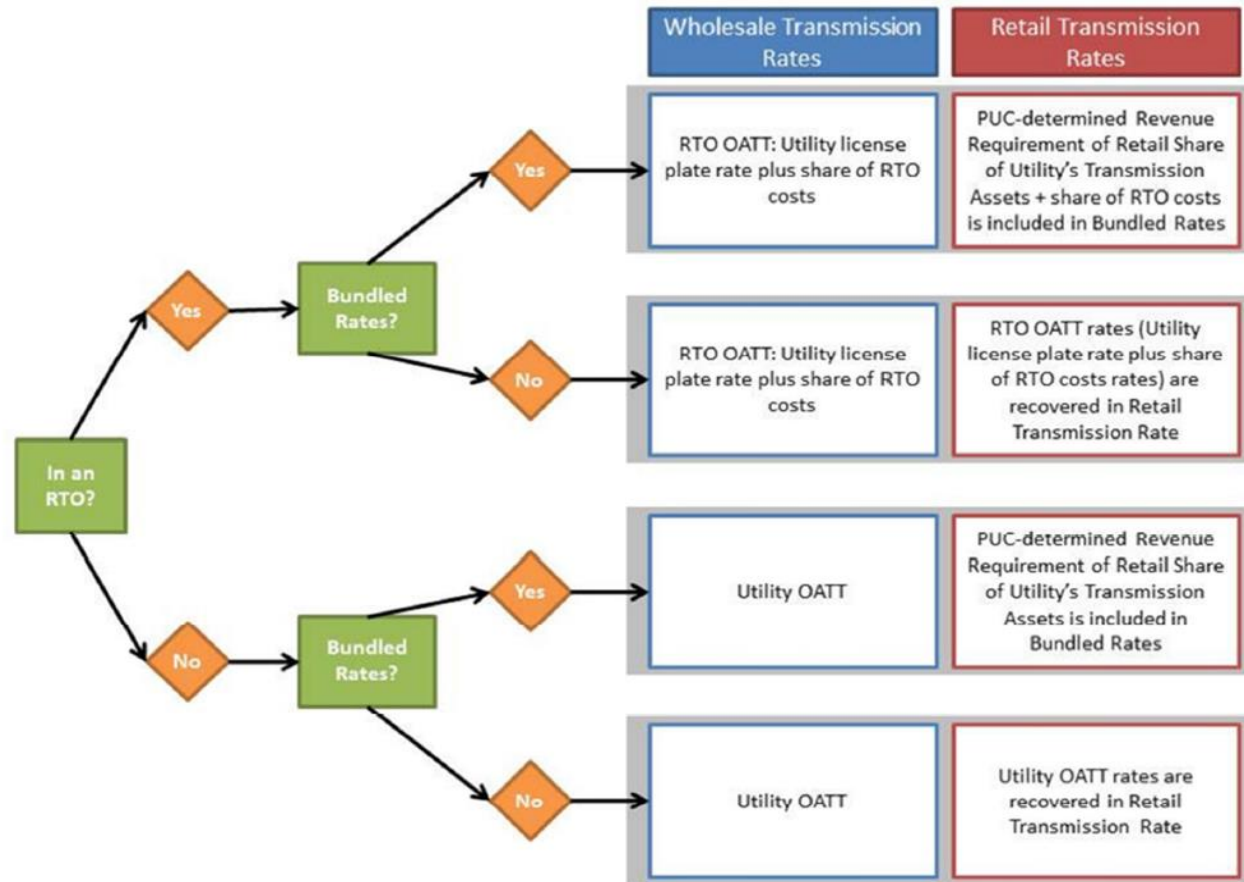 Wholesale Transmission
Rates
Retail Transmission
Rates
Yes
RTO OATT: Utility license
plate rate plus share of RTO
costs
PUC-determined Revenue
Requirement of Retail Share
of Utility's Transmission
Assets + share of RTO costs
is included in Bundled Rates
Yes
Bundled
Rates?
No
RTO OATT: Utility license
plate rate plus share of RTO
costs
RTO OATT rates (Utility
license plate rate plus share
of RTO costs rates) are
recovered in Retail
Transmission Rate
In an
RTO?
Yes
Utility OATT
PUC-determined Revenue
Requirement of Retail Share
of Utility's Transmission
Assets is included in
Bundled Rates
No
Bundled
Rates?
No
Utility OATT
Utility OATT rates are
recovered in Retail
Transmission Rate